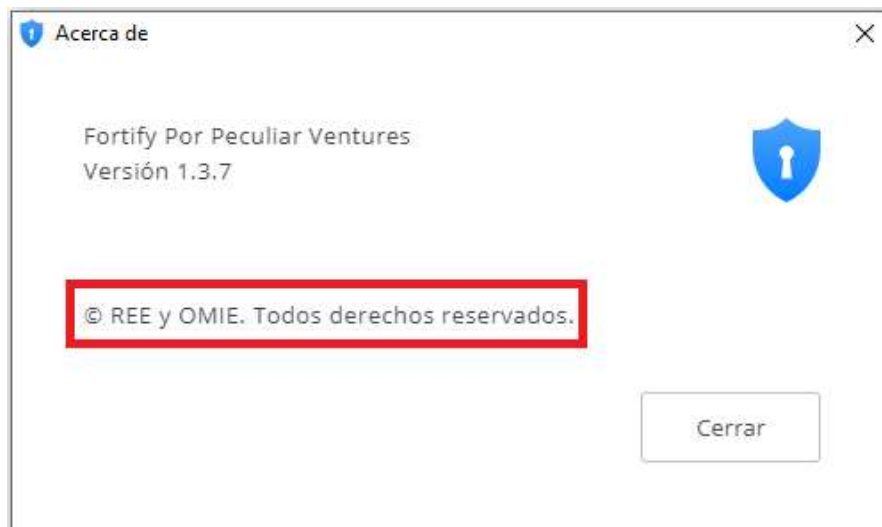 Acerca de
Fortify Por Peculiar Ventures
Versión 1.3.7
© REE y OMIE. Todos derechos reservados.
Cerrar